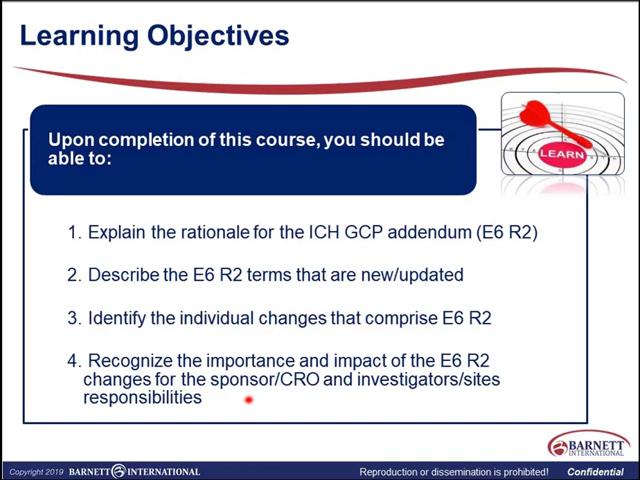 Learning Objectives
Upon completion of this course, you should be
able to:
LEARN
1. Explain the rationale for the ICH GCP addendum (E6 R2)
2. Describe the E6 R2 terms that are new/updated
3. Identify the individual changes that comprise E6 R2
4. Recognize the importance and impact of the E6 R2
changes for the sponsor/CRO and investigators/sites
responsibilities
BARNETT
INTERNATIONAL
Copyright 2019 BARNETT INTERNATIONAL Reproduction or dissemination is prohibited! Confidential